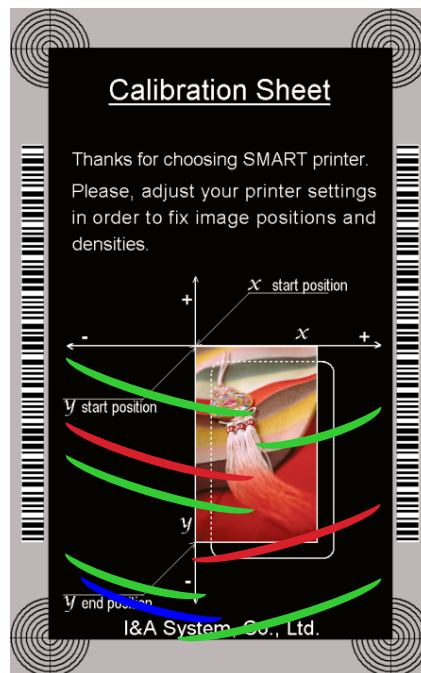 Calibration Sheet
Thanks for choosing SMART printer.
Please, adjust your printer settings
in order to fix image positions and
densities.
x start position
+
- x +
y start position
y
-
y end position
I&A System, Co., Ltd.